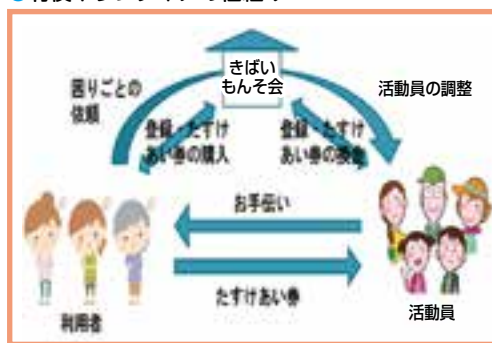 きばい
もんそ会
困りごとの
依頼
活動員の調整
登録・たすけ
あい券の購入
登録・たすけ
あい券の換金
お手伝い
たすけあい券
利用者
活動員